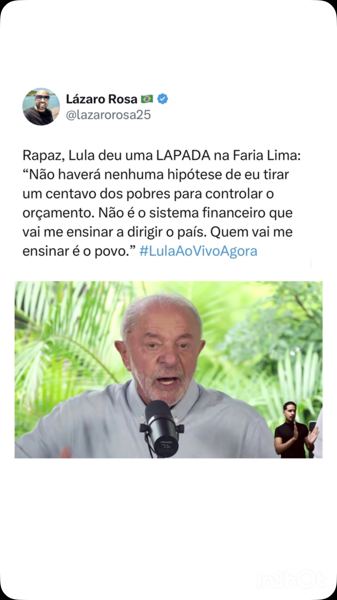 Lázaro Rosa 🇧🇷
@lazarorosa25
Rapaz, Lula deu uma LAPADA na Faria Lima:
“Não haverá nenhuma hipótese de eu tirar
um centavo dos pobres para controlar o
orçamento. Não é o sistema financeiro que
vai me ensinar a dirigir o país. Quem vai me
ensinar é o povo.” #LulaAoVivoAgora